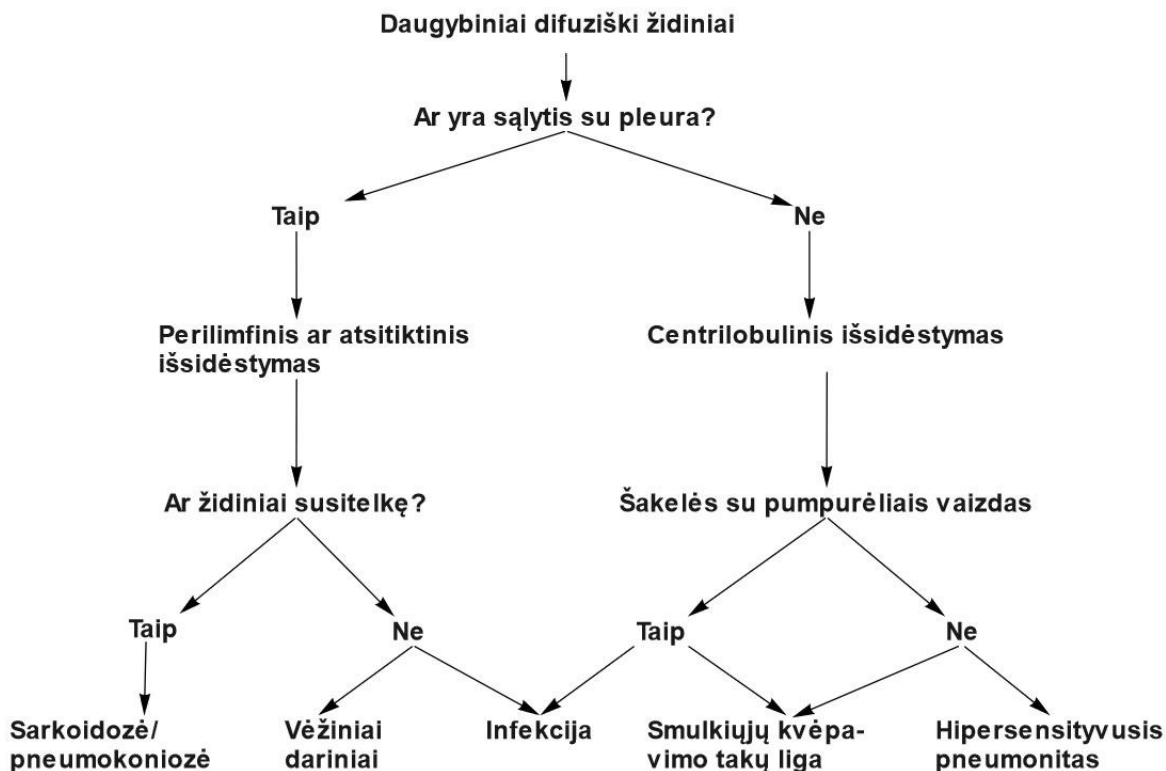 Daugybiniai difuziški židiniai
Ar yra sąlytis su pleura?
Taip
Ne
Perilimfinis ar atsitiktinis
išsidėstymas
Centrilobulinis išsidėstymas
Ar židiniai susitelkę?
Šakelės su pumpurėliais vaizdas
Taip
Ne
Taip
Ne
Sarkoidozė/
pneumokoniozė
Vėžiniai
dariniai
Infekcija
Smulkiųjų kvėpa-
vimo takų liga
Hipersensityvusis
pneumonitas